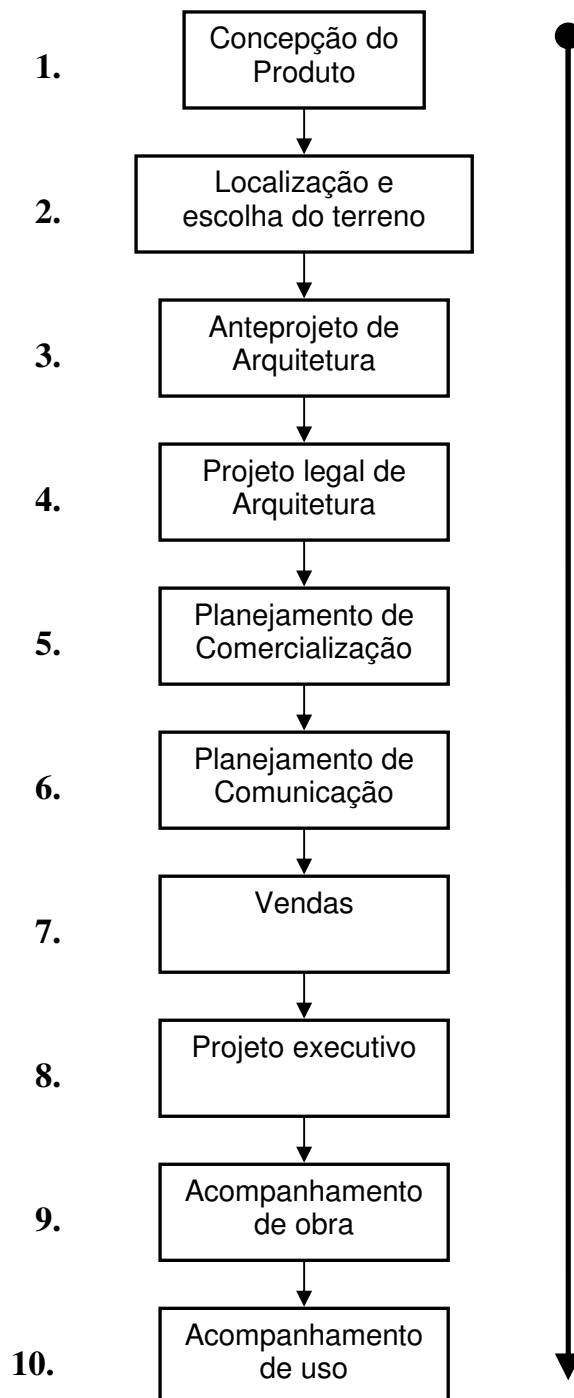 1.
Concepção do
Produto
2.
Localização e
escolha do terreno
3.
Anteprojeto de
Arquitetura
4.
Projeto legal de
Arquitetura
5.
Planejamento de
Comercialização
6.
Planejamento de
Comunicação
7.
Vendas
8.
Projeto executivo
9.
Acompanhamento
de obra
10.
Acompanhamento
de uso